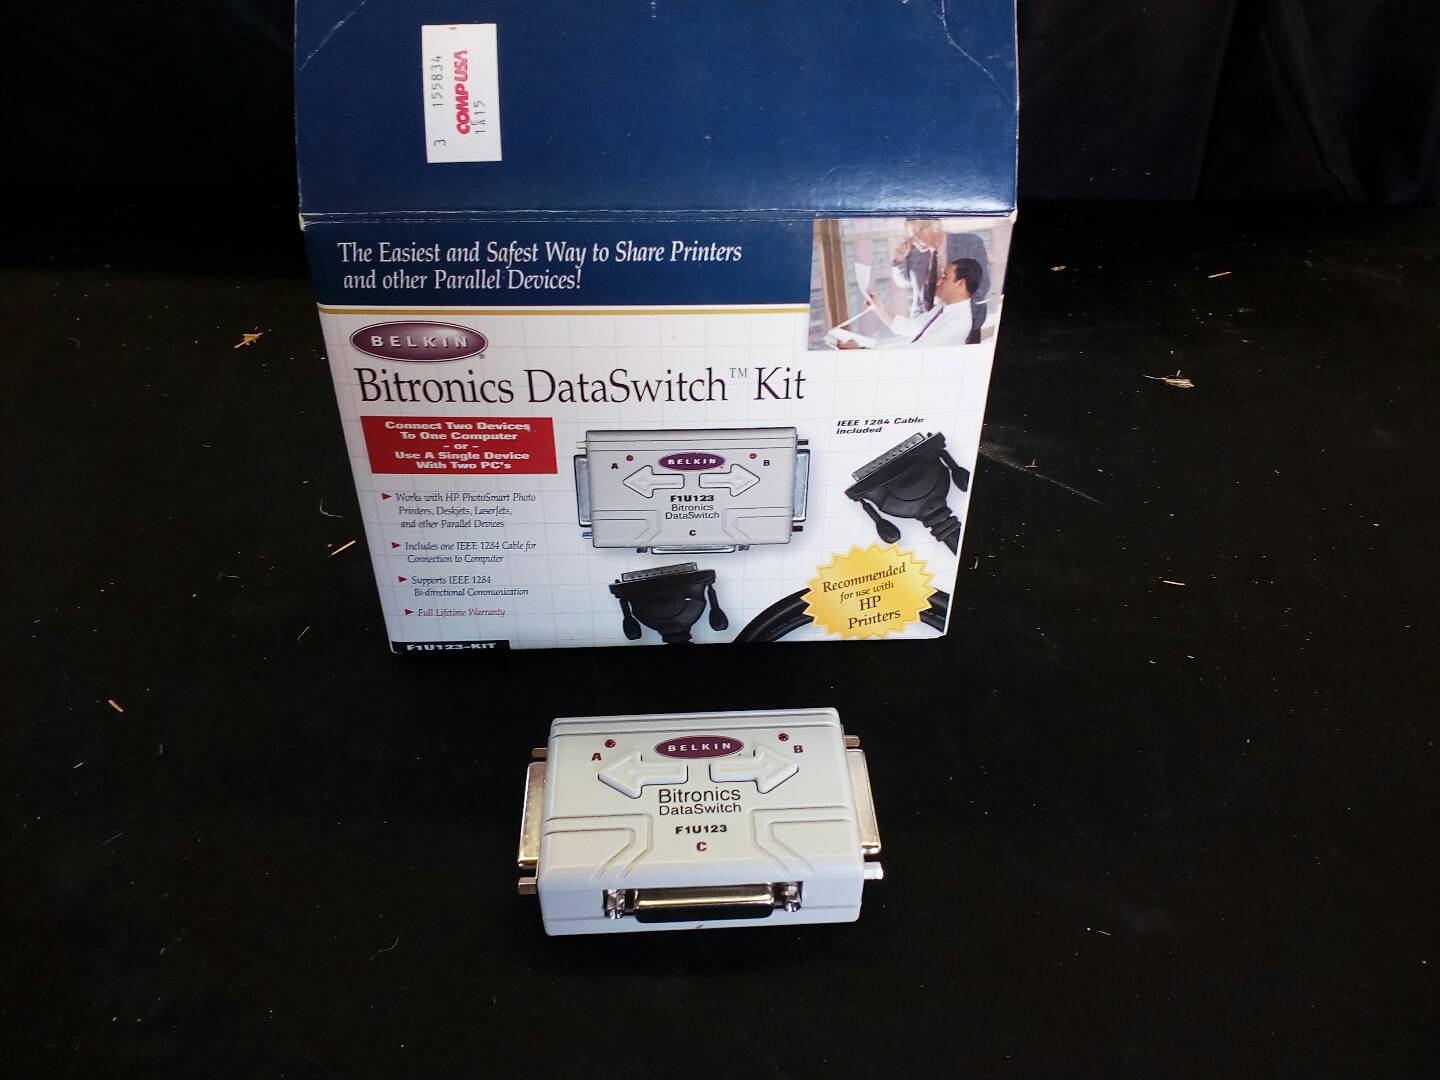 3 155834
COMPUSA
1A15
The Easiest and Safest Way to Share Printers
and other Parallel Devices!
BELKIN®
Bitronics DataSwitch™ Kit
Connect Two Devices
To One Computer
- or -
Use A Single Device
With Two PC's
Works with HP PhotoSmart Photo
Printers, Deskjets, LaserJets,
and other Parallel Devices
Includes one IEEE 1284 Cable for
Connection to Computer
Supports IEEE 1284
Bi-directional Communication
Full Lifetime Warranty
F1U123-KIT
IEEE 1284 Cable
included
A BELKIN B
F1U123
Bitronics
DataSwitch
C
Recommended
for use with
HP
Printers
A BELKIN B
Bitronics
DataSwitch
F1U123
C